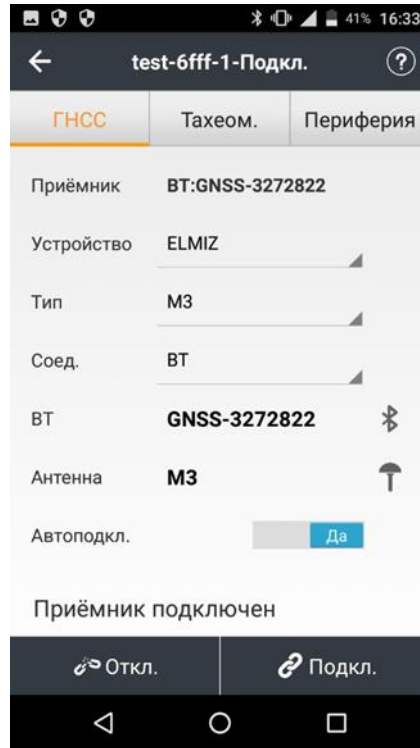 41% 16:33
test-6fff-1-Подкл. ?
ГНСС Тахеом. Периферия
Приёмник BT:GNSS-3272822
Устройство ELMIZ
Тип M3
Соед. BT
BT GNSS-3272822
Антенна M3
Автоподкл. Да
Приёмник подключен
Откл. Подкл.